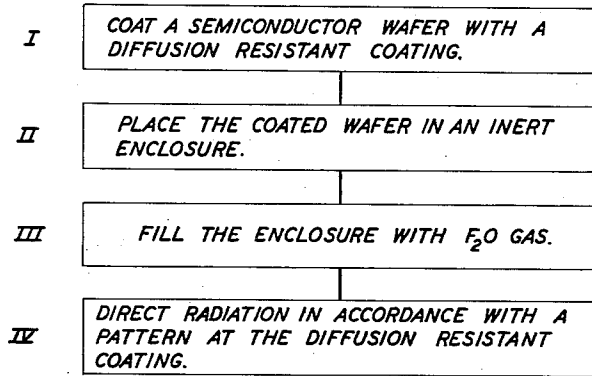 I
COAT A SEMICONDUCTOR WAFER WITH A
DIFFUSION RESISTANT COATING.
II
PLACE THE COATED WAFER IN AN INERT
ENCLOSURE.
III
FILL THE ENCLOSURE WITH F₂O GAS.
IV
DIRECT RADIATION IN ACCORDANCE WITH A
PATTERN AT THE DIFFUSION RESISTANT
COATING.